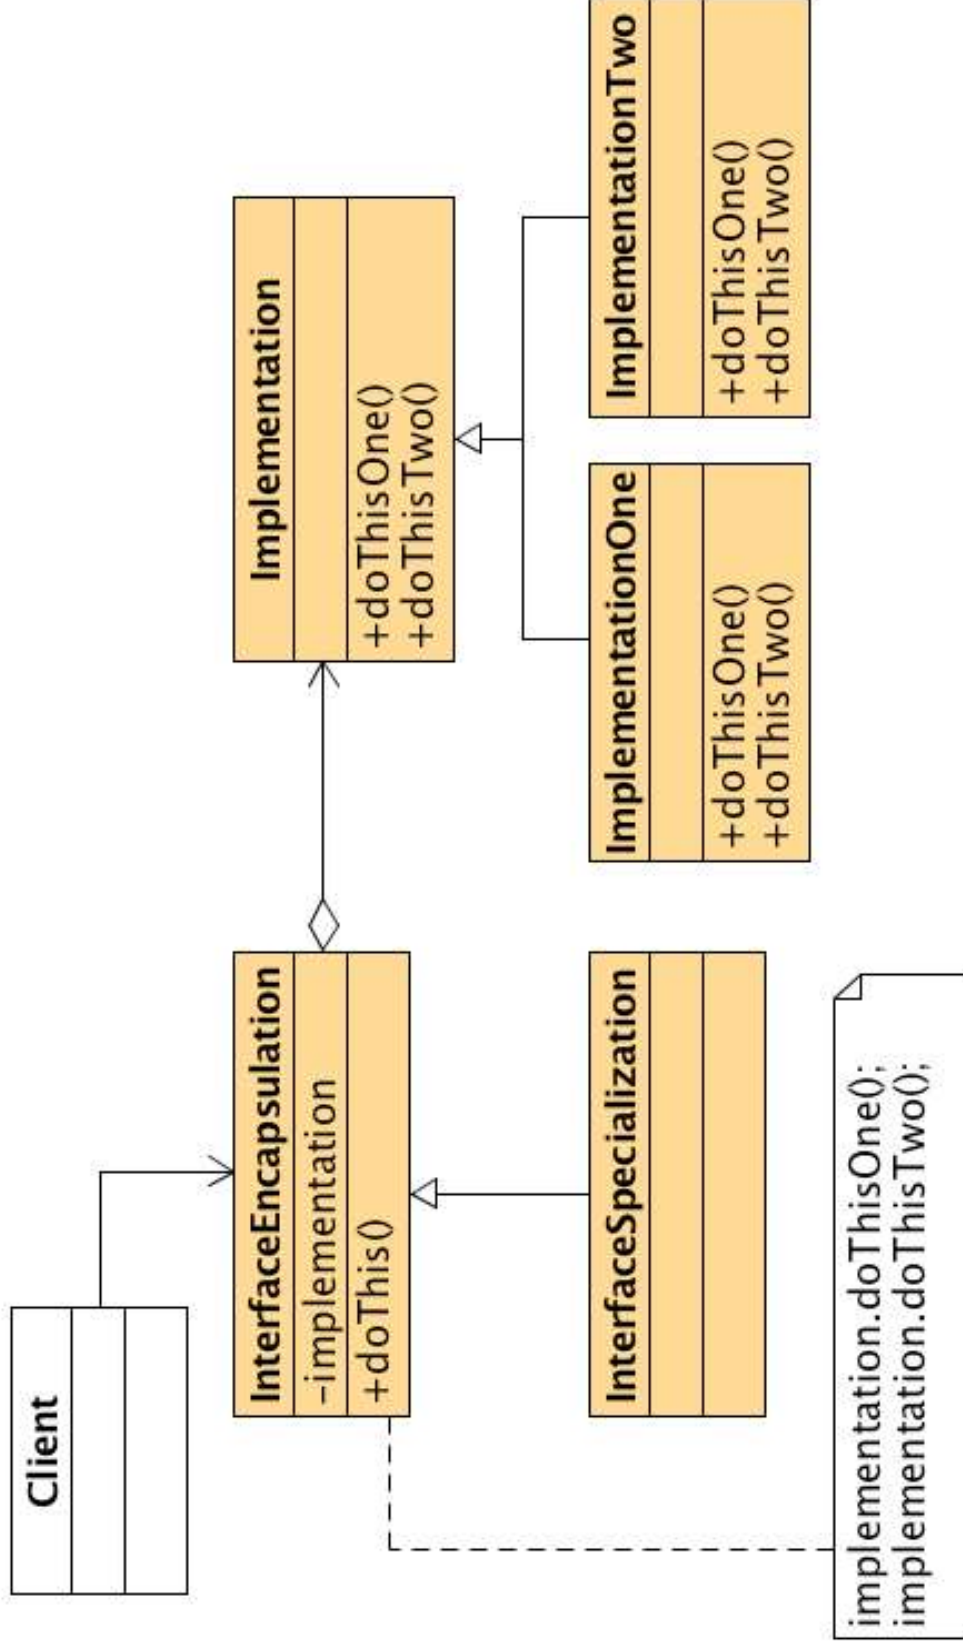 Client
InterfaceEncapsulation
-implementation
+doThis()
Implementation
+doThisOne()
+doThisTwo()
InterfaceSpecialization
ImplementationOne
+doThisOne()
+doThisTwo()
ImplementationTwo
+doThisOne()
+doThisTwo()
implementation.doThisOne();
implementation.doThisTwo();